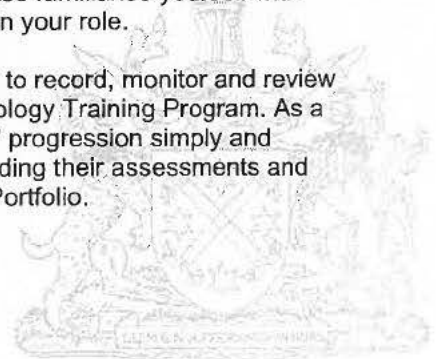 n your role.
to record, monitor and review
ology Training Program. As a
progression simply and
ding their assessments and
Portfolio.